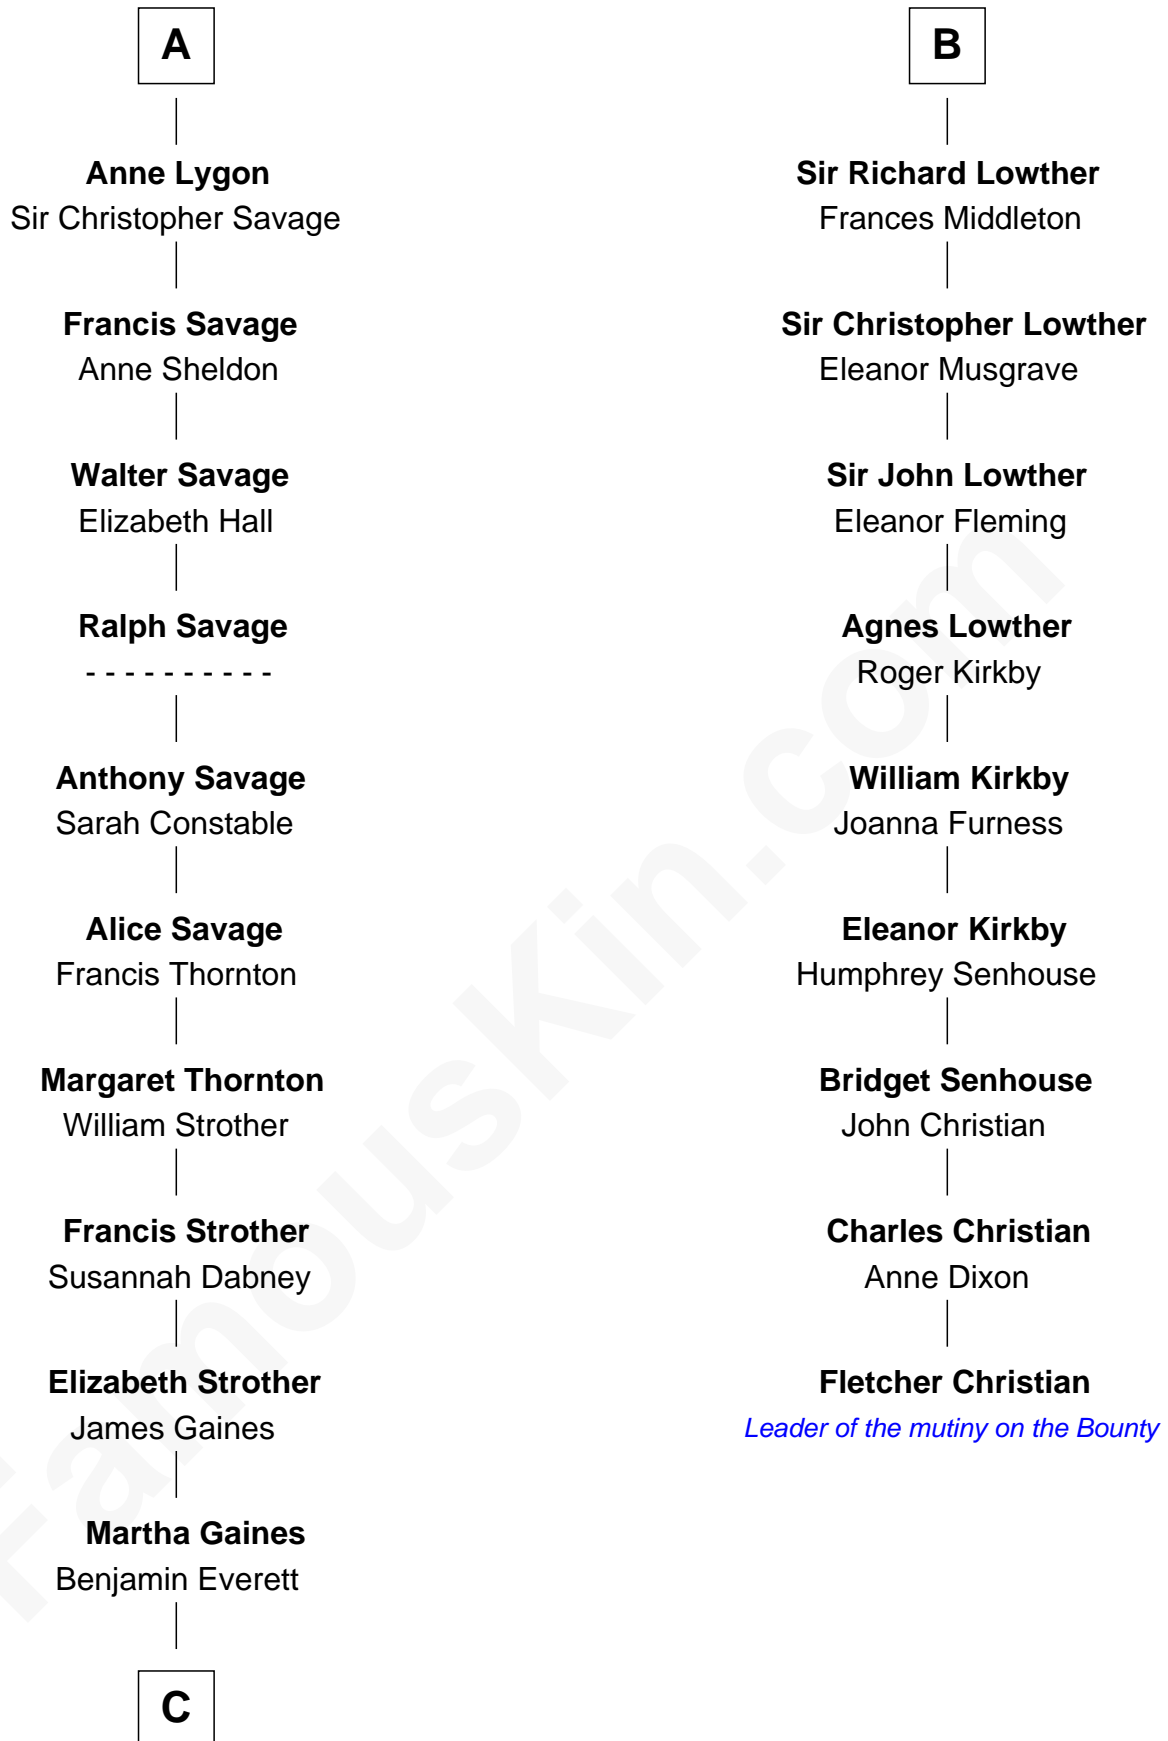 A
Anne Lygon
Sir Christopher Savage
Francis Savage
Anne Sheldon
Walter Savage
Elizabeth Hall
Ralph Savage
- - - - - - - - - -
Anthony Savage
Sarah Constable
Alice Savage
Francis Thornton
Margaret Thornton
William Strother
Francis Strother
Susannah Dabney
Elizabeth Strother
James Gaines
Martha Gaines
Benjamin Everett
C
B
Sir Richard Lowther
Frances Middleton
Sir Christopher Lowther
Eleanor Musgrave
Sir John Lowther
Eleanor Fleming
Agnes Lowther
Roger Kirkby
William Kirkby
Joanna Furness
Eleanor Kirkby
Humphrey Senhouse
Bridget Senhouse
John Christian
Charles Christian
Anne Dixon
Fletcher Christian
Leader of the mutiny on the Bounty
FamousKin.com